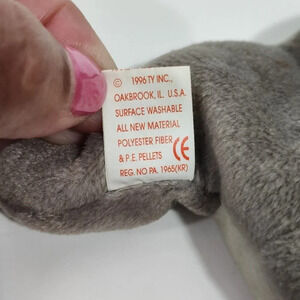 © 1996 TY INC.,
OAKBROOK, IL. U.S.A.
SURFACE WASHABLE
ALL NEW MATERIAL
POLYESTER FIBER
& P.E. PELLETS CE
REG. NO PA. 1965(KR)